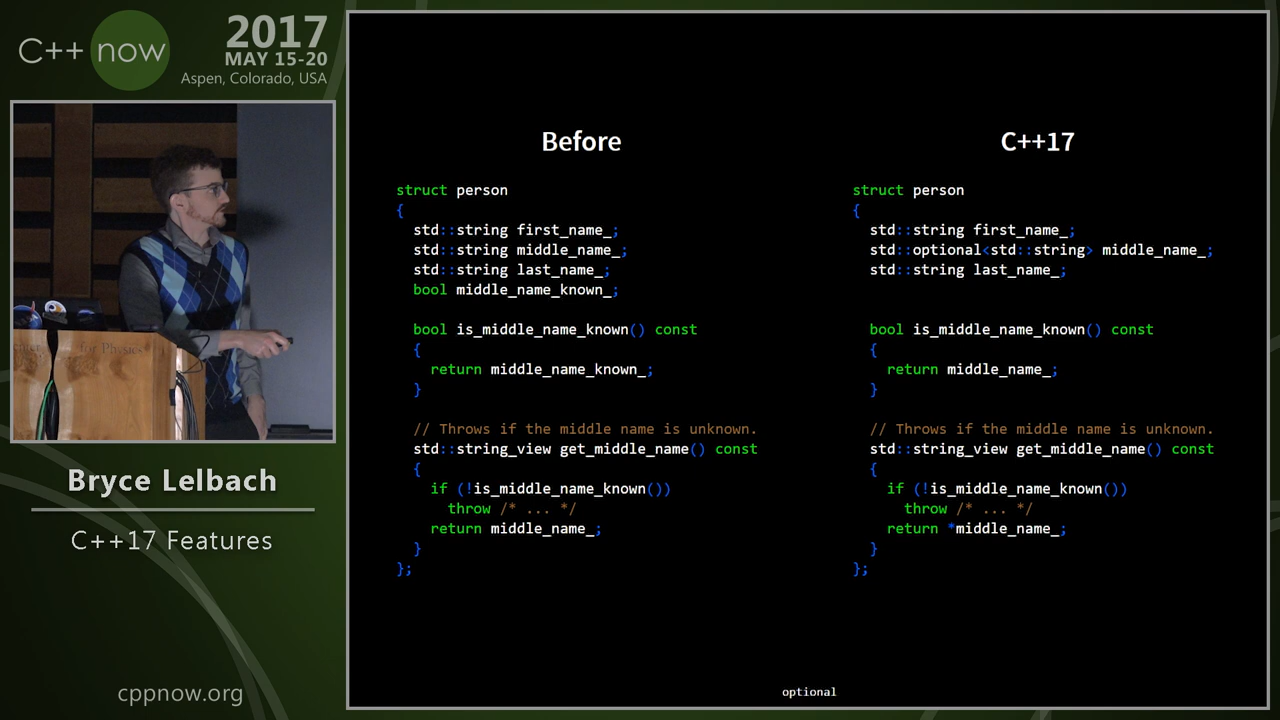 C++ now
2017
MAY 15-20
Aspen, Colorado, USA
for Physics
Bryce Lelbach
C++17 Features
cppnow.org
Before
struct person
{
  std::string first_name_;
  std::string middle_name_;
  std::string last_name_;
  bool middle_name_known_;

  bool is_middle_name_known() const
  {
    return middle_name_known_;
  }

  // Throws if the middle name is unknown.
  std::string_view get_middle_name() const
  {
    if (!is_middle_name_known())
      throw /* ... */
    return middle_name_;
  }
};
C++17
struct person
{
  std::string first_name_;
  std::optional<std::string> middle_name_;
  std::string last_name_;

  bool is_middle_name_known() const
  {
    return middle_name_;
  }

  // Throws if the middle name is unknown.
  std::string_view get_middle_name() const
  {
    if (!is_middle_name_known())
      throw /* ... */
    return *middle_name_;
  }
};
optional